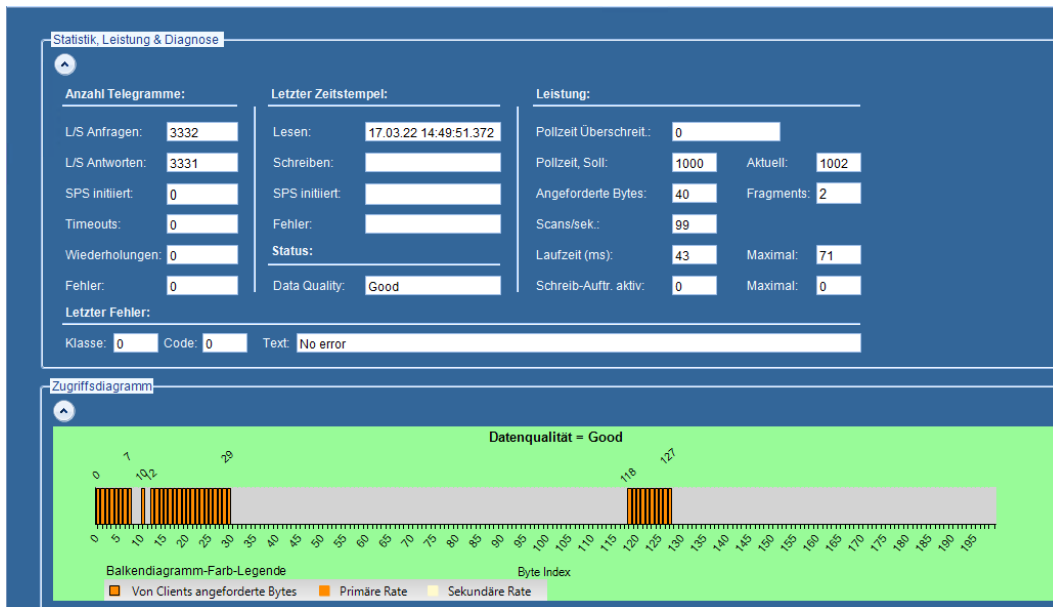 Statistik, Leistung & Diagnose
Anzahl Telegramme: Letzter Zeitstempel: Leistung:
L/S Anfragen: 3332 Lesen: 17.03.22 14:49:51.372 Pollzeit Überschreit.: 0
L/S Antworten: 3331 Schreiben: Pollzeit, Soll: 1000 Aktuell: 1002
SPS initiiert: 0 SPS initiiert: Angeforderte Bytes: 40 Fragments: 2
Timeouts: 0 Fehler: Scans/sek.: 99
Wiederholungen: 0 Status: Laufzeit (ms): 43 Maximal: 71
Fehler: 0 Data Quality: Good Schreib-Auftr. aktiv: 0 Maximal: 0
Letzter Fehler:
Klasse: 0 Code: 0 Text: No error
Zugriffsdiagramm
Datenqualität = Good
0 7 10 12 29 118 127
0 5 10 15 20 25 30 35 40 45 50 55 60 65 70 75 80 85 90 95 100 105 110 115 120 125 130 135 140 145 150 155 160 165 170 175 180 185 190 195
Balkendiagramm-Farb-Legende Byte Index
Von Clients angeforderte Bytes Primäre Rate Sekundäre Rate